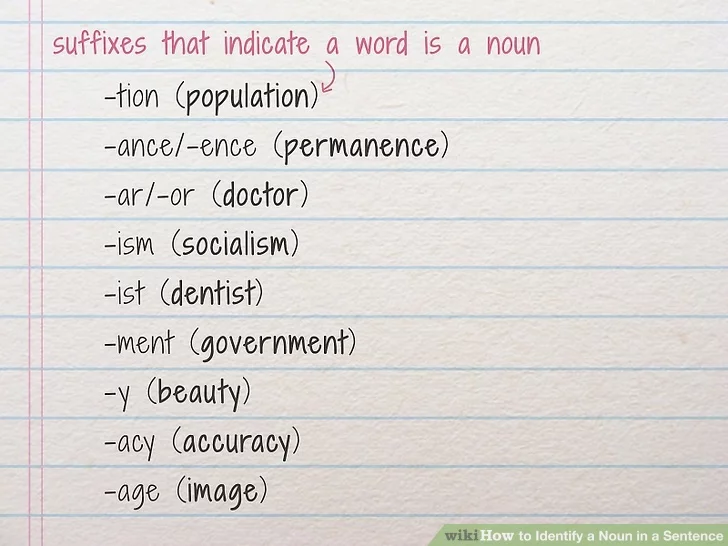 suffixes that indicate a word is a noun
-tion (population)
-ance/-ence (permanence)
-ar/-or (doctor)
-ism (socialism)
-ist (dentist)
-ment (government)
-y (beauty)
-acy (accuracy)
-age (image)
wikiHow to Identify a Noun in a Sentence